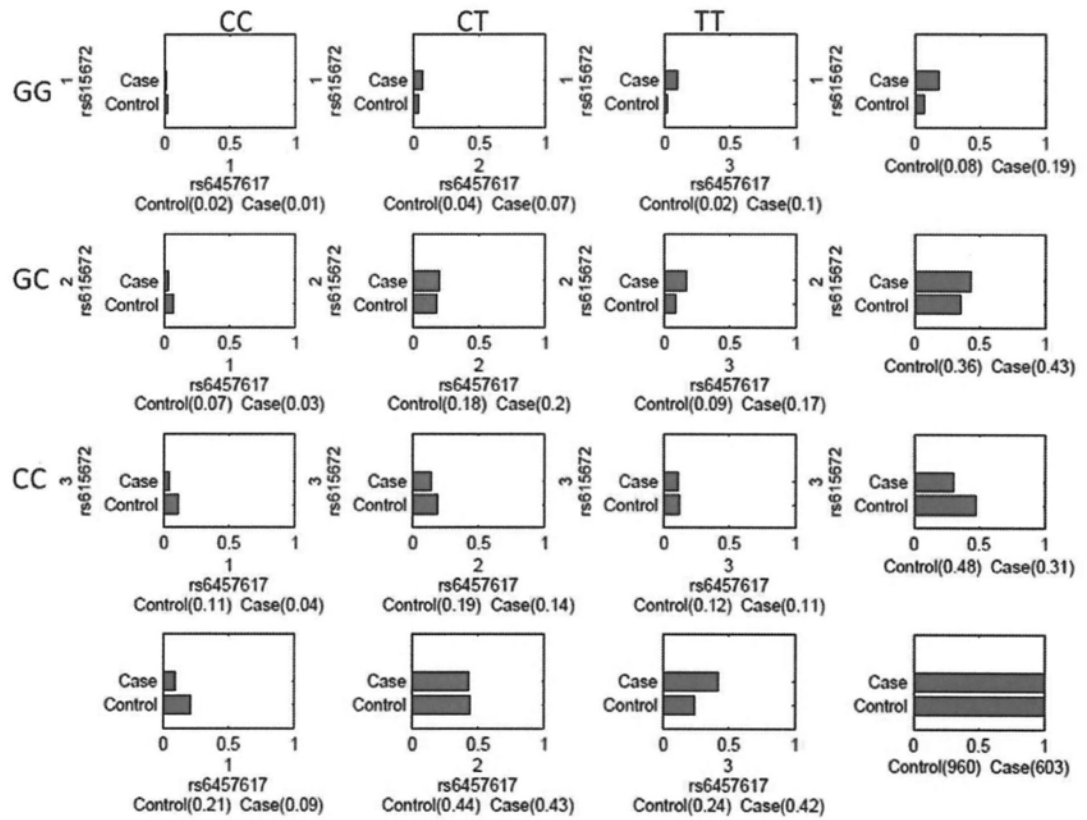 CC CT TT
GG 1 rs615672 Case Control 1 rs615672 Case Control 1 rs615672 Case Control 1 rs615672 Case Control
0 0.5 1 0 0.5 1 0 0.5 1 0 0.5 1
1 2 3 Control(0.08) Case(0.19)
rs6457617 rs6457617 rs6457617
Control(0.02) Case(0.01) Control(0.04) Case(0.07) Control(0.02) Case(0.1)
GC 2 rs615672 Case Control 2 rs615672 Case Control 2 rs615672 Case Control 2 rs615672 Case Control
0 0.5 1 0 0.5 1 0 0.5 1 0 0.5 1
1 2 3 Control(0.36) Case(0.43)
rs6457617 rs6457617 rs6457617
Control(0.07) Case(0.03) Control(0.18) Case(0.2) Control(0.09) Case(0.17)
CC 3 rs615672 Case Control 3 rs615672 Case Control 3 rs615672 Case Control 3 rs615672 Case Control
0 0.5 1 0 0.5 1 0 0.5 1 0 0.5 1
1 2 3 Control(0.48) Case(0.31)
rs6457617 rs6457617 rs6457617
Control(0.11) Case(0.04) Control(0.19) Case(0.14) Control(0.12) Case(0.11)
Case Case Case Case
Control Control Control Control
0 0.5 1 0 0.5 1 0 0.5 1 0 0.5 1
1 2 3 Control(960) Case(603)
rs6457617 rs6457617 rs6457617
Control(0.21) Case(0.09) Control(0.44) Case(0.43) Control(0.24) Case(0.42)